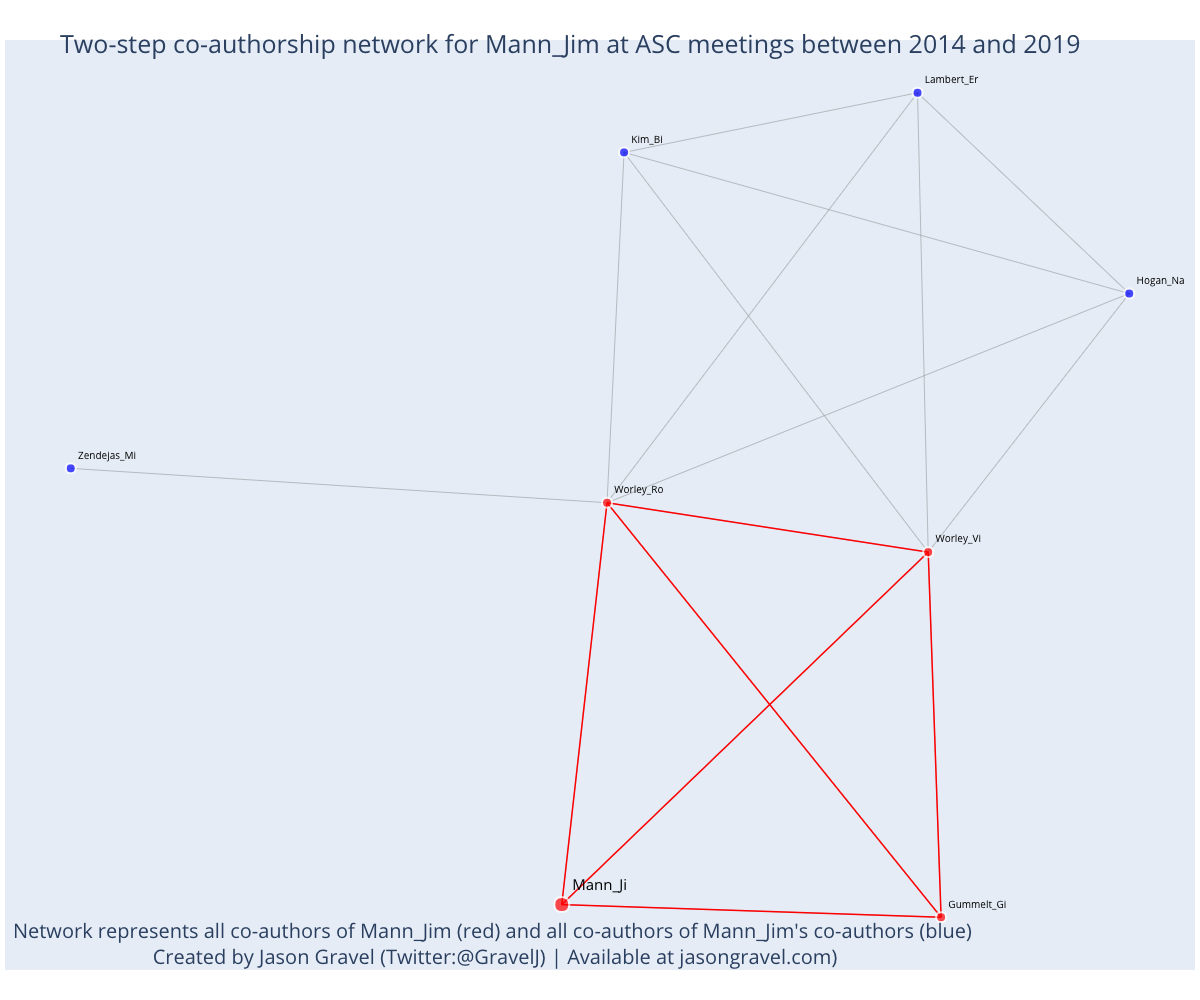 Two-step co-authorship network for Mann_Jim at ASC meetings between 2014 and 2019
Lambert_Er
Kim_Bi
Hogan_Na
Zendejas_Mi
Worley_Ro
Worley_Vi
Mann_Ji
Gummelt_Gi
Network represents all co-authors of Mann_Jim (red) and all co-authors of Mann_Jim's co-authors (blue)
Created by Jason Gravel (Twitter:@GravelJ) | Available at jasongravel.com)